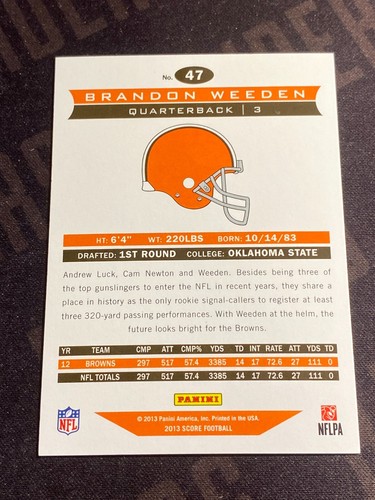 No. 47
BRANDON WEEDEN
QUARTERBACK | 3
HT: 6'4" WT: 220LBS BORN: 10/14/83
DRAFTED: 1ST ROUND COLLEGE: OKLAHOMA STATE
Andrew Luck, Cam Newton and Weeden. Besides being three of
the top gunslingers to enter the NFL in recent years, they share a
place in history as the only rookie signal-callers to register at least
three 320-yard passing performances. With Weeden at the helm, the
future looks bright for the Browns.
YR TEAM CMP ATT CMP% YDS TD INT RATE ATT YDS TD
12 BROWNS 297 517 57.4 3385 14 17 72.6 27 111 0
NFL TOTALS 297 517 57.4 3385 14 17 72.6 27 111 0
PANINI
© 2013 Panini America, Inc. Printed in the USA.
2013 SCORE FOOTBALL
NFL
NFLPA